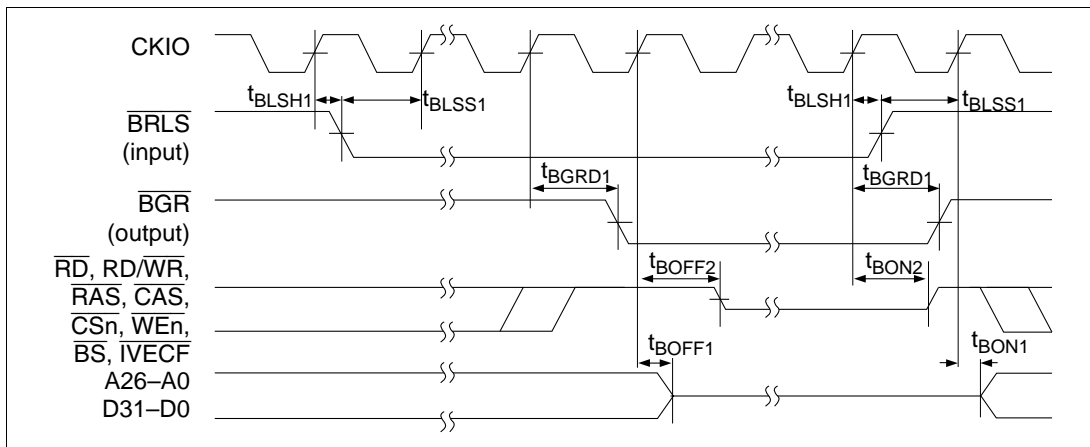 CKIO
tBLSH1 tBLSS1 tBLSH1 tBLSS1
BRLS
(input)
tBGRD1 tBGRD1
BGR
(output)
RD, RD/WR,
tBOFF2 tBON2
RAS, CAS,
CSn, WEn,
BS, IVECF
tBOFF1 tBON1
A26–A0
D31–D0